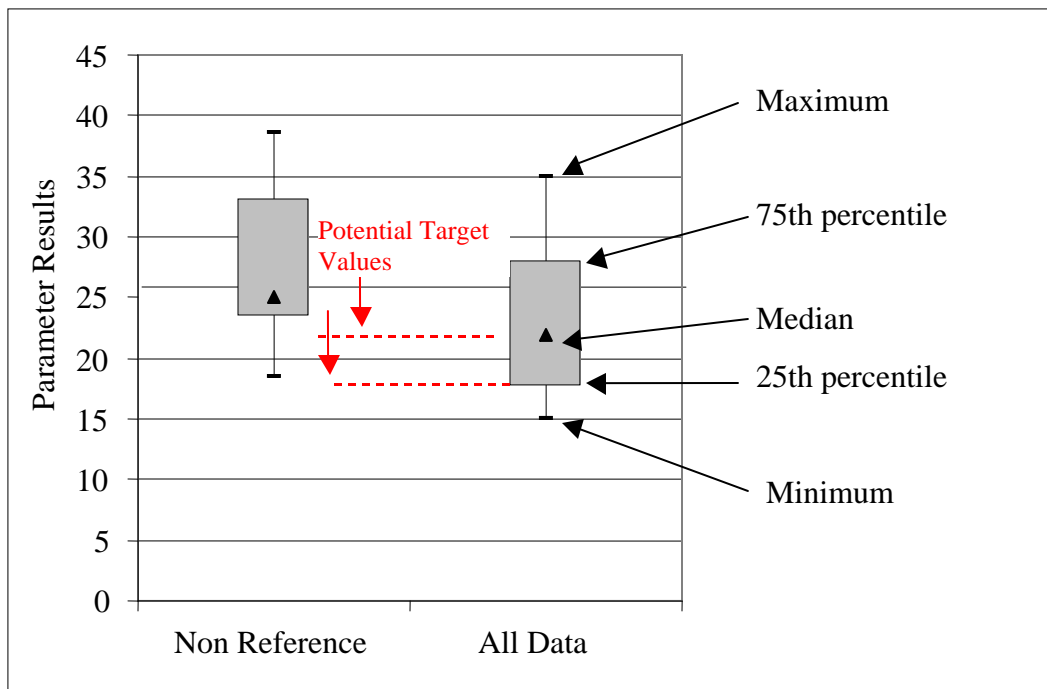 45
40
35
30
25
20
15
10
5
0
Parameter Results
Non Reference
All Data
Potential Target
Values
Maximum
75th percentile
Median
25th percentile
Minimum